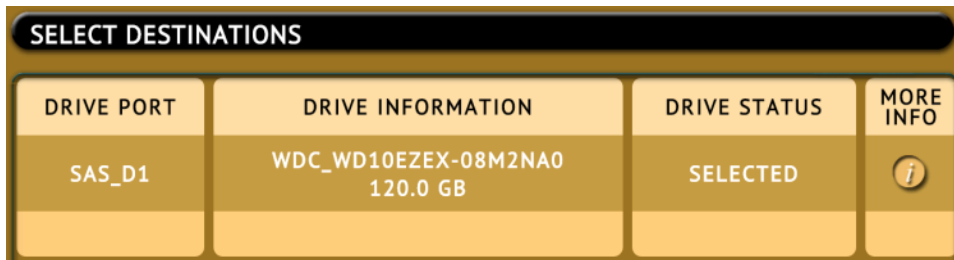 SELECT DESTINATIONS
DRIVE PORT
DRIVE INFORMATION
DRIVE STATUS
MORE
INFO
SAS_D1
WDC_WD10EZEX-08M2NA0
120.0 GB
SELECTED
i